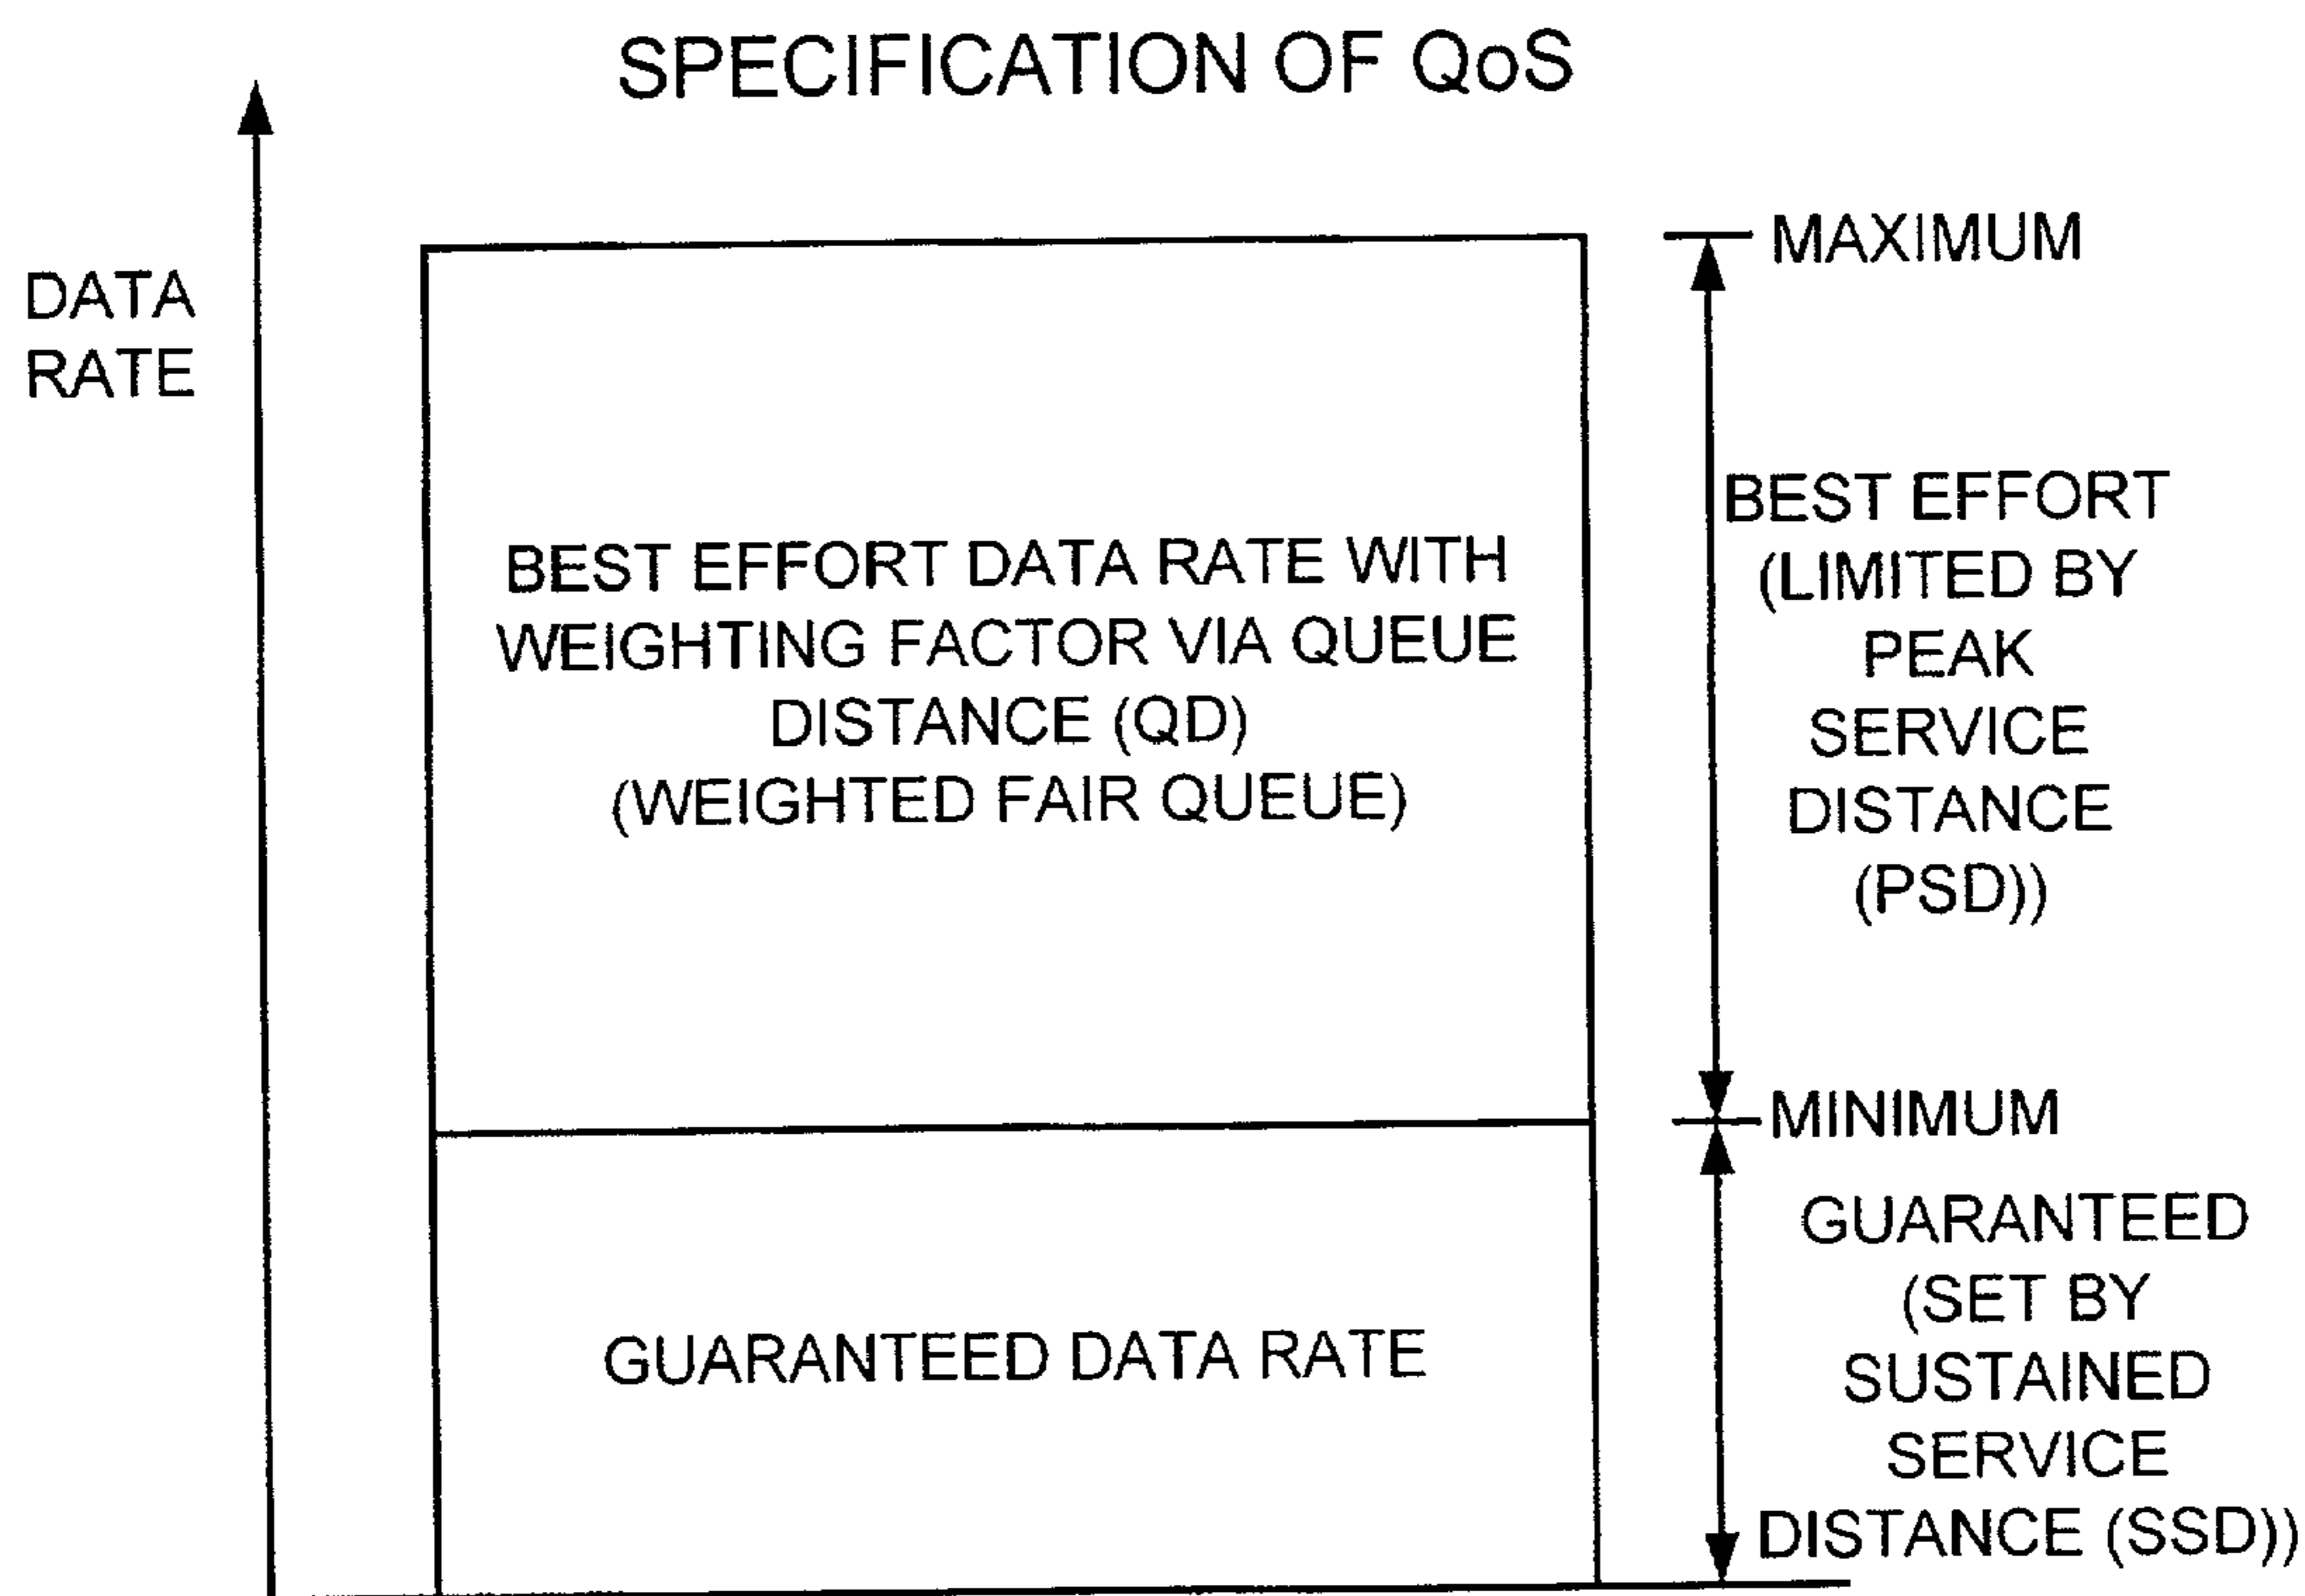 SPECIFICATION OF QoS
DATA
RATE
BEST EFFORT DATA RATE WITH
WEIGHTING FACTOR VIA QUEUE
DISTANCE (QD)
(WEIGHTED FAIR QUEUE)
GUARANTEED DATA RATE
MAXIMUM
BEST EFFORT
(LIMITED BY
PEAK
SERVICE
DISTANCE
(PSD))
MINIMUM
GUARANTEED
(SET BY
SUSTAINED
SERVICE
DISTANCE (SSD))